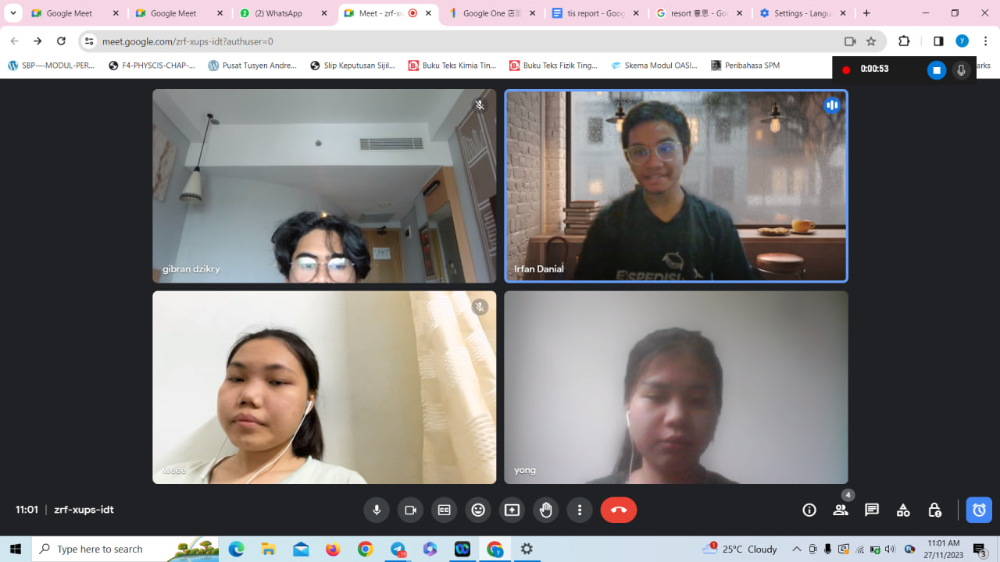 Google Meet
Google Meet
(2) WhatsApp
Meet - zrf-xu
Google One
tis report - Goog
resort 意思 - Go
Settings - Langu
meet.google.com/zrf-xups-idt?authuser=0
y
SBP-—MODUL-PER...
F4-PHYSCIS-CHAP-...
Pusat Tusyen Andre...
Slip Keputusan Sijil...
Buku Teks Kimia Tin...
Buku Teks Fizik Ting...
Skema Modul OASI...
Peribahasa SPM
arks
0:00:53
gibran dzikry
Irfan Danial
weee
yong
11:01 | zrf-xups-idt
4
Type here to search
1
25°C Cloudy
11:01 AM
27/11/2023
3